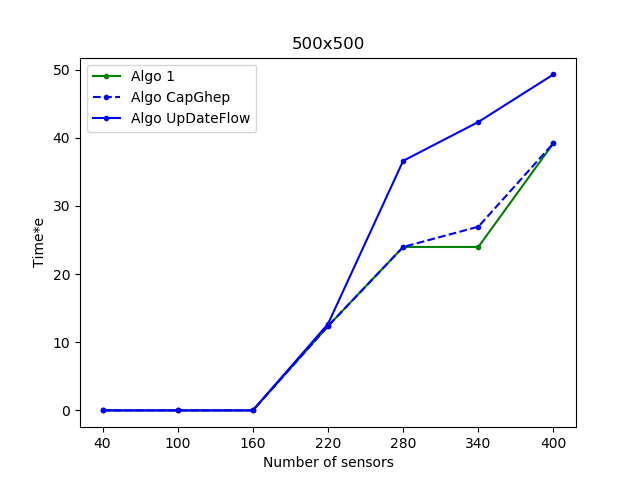 500x500
Algo 1
Algo CapGhep
Algo UpDateFlow
50
40
30
20
10
0
Time*e
40 100 160 220 280 340 400
Number of sensors